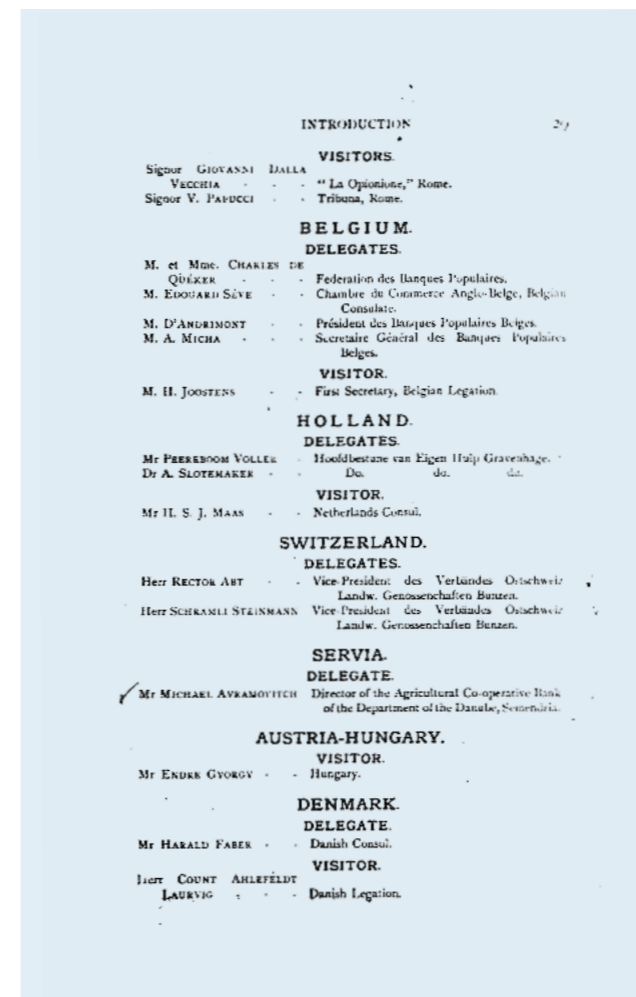 INTRODUCTION 29
VISITORS.
Signor GIOVANNI DALLA
VECCHIA - - - "La Opionione," Rome.
Signor V. PAPUCCI - - Tribuna, Rome.
BELGIUM.
DELEGATES.
M. et Mme. CHARLES DE
QUÉKER - - - Federation des Banques Populaires.
M. EDOUARD SÈVE - - Chambre du Commerce Anglo-Belge, Belgian
Consulate.
M. D'ANDRIMONT - - Président des Banques Populaires Belges.
M. A. MICHA - - - Secretaire Général des Banques Populaires
Belges.
VISITOR.
M. H. JOOSTENS - - First Secretary, Belgian Legation.
HOLLAND.
DELEGATES.
Mr PEEREBOOM VOLLER - Hoofdbestune van Eigen Hulp Gravenhage.
Dr A. SLOTEMAKER - - Do. do. do.
VISITOR.
Mr H. S. J. MAAS - - Netherlands Consul.
SWITZERLAND.
DELEGATES.
Herr RECTOR ABT - - Vice-President des Verbandes Ostschweiz
Landw. Genossenschaften Bunzen.
Herr SCHRAMLI STEINMANN Vice-President des Verbandes Ostschweiz
Landw. Genossenschaften Bunzen.
SERVIA.
DELEGATE.
Mr MICHAEL AVRAMOVITCH Director of the Agricultural Co-operative Bank
of the Department of the Danube, Semendria.
AUSTRIA-HUNGARY.
VISITOR.
Mr ENDRE GYORGY - - Hungary.
DENMARK.
DELEGATE.
Mr HARALD FABER - - Danish Consul.
VISITOR.
Herr COUNT AHLEFELDT
LAURVIG - - - Danish Legation.